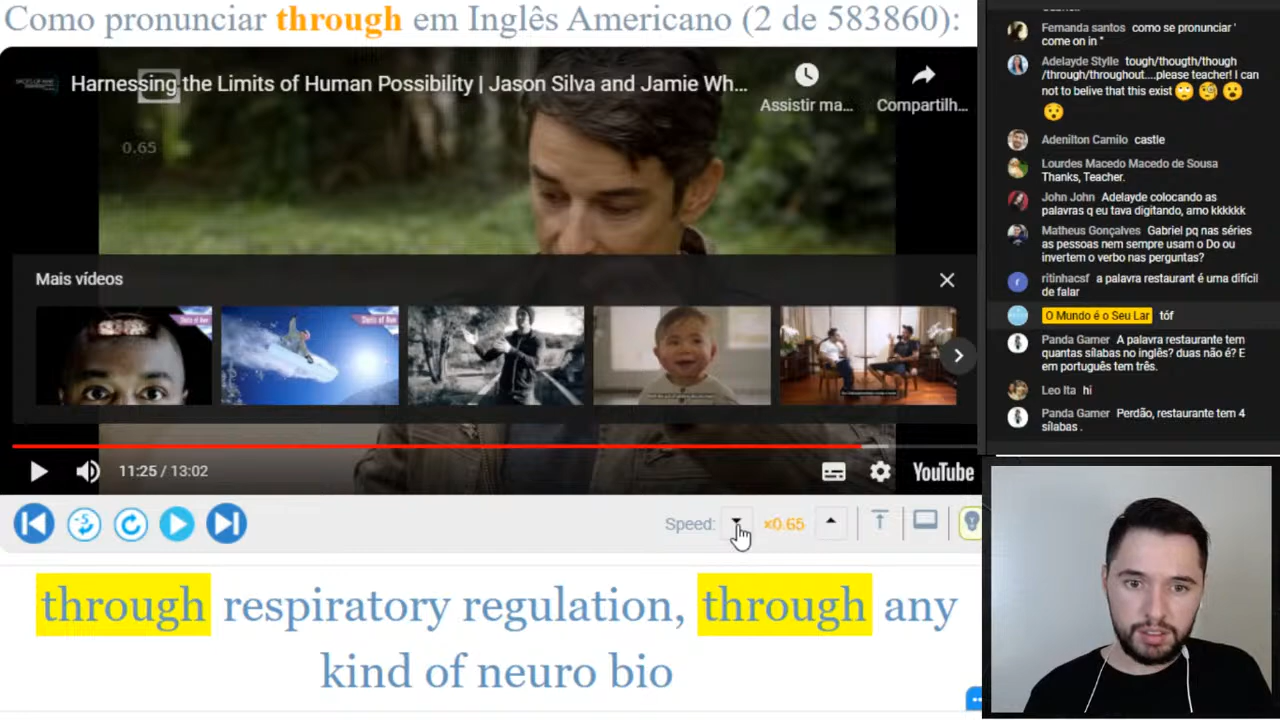 Como pronunciar through em Inglês Americano (2 de 583860):
Harnessing the Limits of Human Possibility | Jason Silva and Jamie Wh...
Assistir ma...
Compartilh...
0.65
Mais vídeos
11:25 / 13:02
YouTube
Speed:
×0.65
through respiratory regulation, through any
kind of neuro bio
Fernanda santos como se pronunciar '
come on in "
Adelayde Stylle tough/thougth/though
/through/throughout....please teacher! I can
not to belive that this exist
Adenilton Camilo castle
Lourdes Macedo Macedo de Sousa
Thanks, Teacher.
John John Adelayde colocando as
palavras q eu tava digitando, amo kkkkkk
Matheus Gonçalves Gabriel pq nas séries
as pessoas nem sempre usam o Do ou
invertem o verbo nas perguntas?
ritinhacsf a palavra restaurant é uma difícil
de falar
O Mundo é o Seu Lar tóf
Panda Gamer A palavra restaurante tem
quantas sílabas no inglês? duas não é? E
em português tem três.
Leo Ita hi
Panda Gamer Perdão, restaurante tem 4
sílabas .